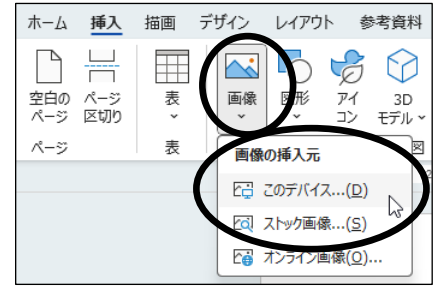 ホーム 挿入 描画 デザイン レイアウト 参考資料
空白の ページ 表 画像 図形 アイ 3D
ページ 区切り コン モデル
ページ 表 図
画像の挿入元
このデバイス...(D)
ストック画像...(S)
オンライン画像(O)...